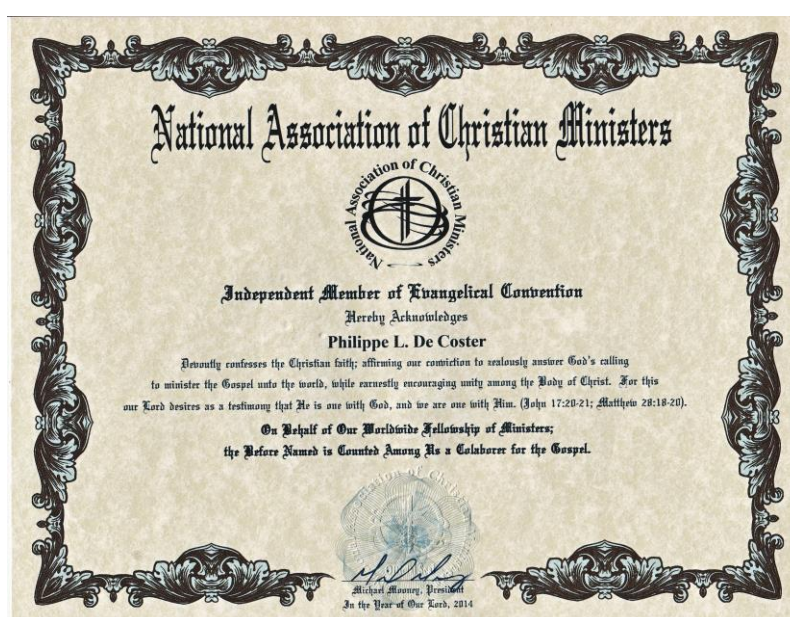 National Association of Christian Ministers
National Association of Christian Ministers
Independent Member of Evangelical Convention
Hereby Acknowledges
Philippe L. De Coster
Devoutly confesses the Christian faith; affirming our conviction to zealously answer God's calling
to minister the Gospel unto the world, while earnestly encouraging unity among the Body of Christ. For this
our Lord desires as a testimony that He is one with God, and we are one with Him. (John 17:20-21; Matthew 28:18-20).
On Behalf of Our Worldwide Fellowship of Ministers;
the Before Named is Counted Among Us a Colaborer for the Gospel.
Association of Christian
Michael Mooney, President
In the Year of Our Lord, 2014